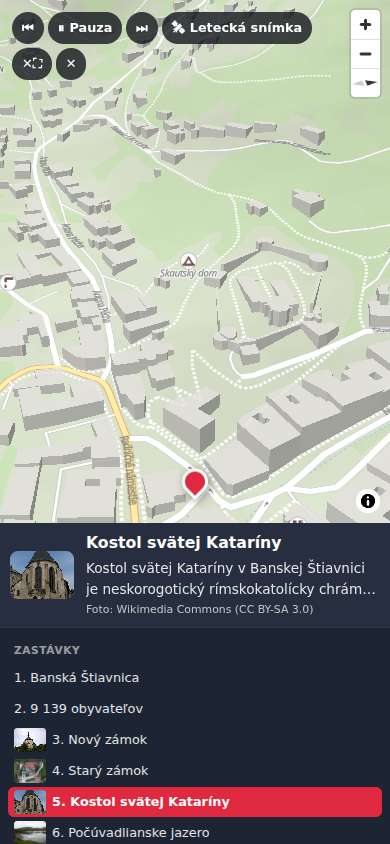 Pauza
Letecká snímka
Skautský dom
Kostol svätej Kataríny
Kostol svätej Kataríny v Banskej Štiavnici
je neskorogotický rímskokatolícky chrám…
Foto: Wikimedia Commons (CC BY-SA 3.0)
ZASTÁVKY
1. Banská Štiavnica
2. 9 139 obyvateľov
3. Nový zámok
4. Starý zámok
5. Kostol svätej Kataríny
6. Počúvadlianske jazero